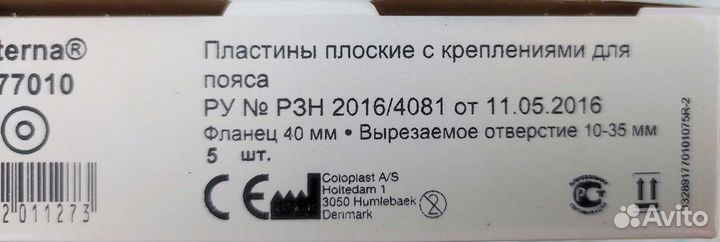 terna®
77010
Пластины плоские с креплениями для
пояса
РУ № РЗН 2016/4081 от 11.05.2016
Фланец 40 мм • Вырезаемое отверстие 10-35 мм
5 шт.
CE
Coloplast A/S
Holtedam 1
3050 Humlebaek
Denmark
2
2011273
Avito